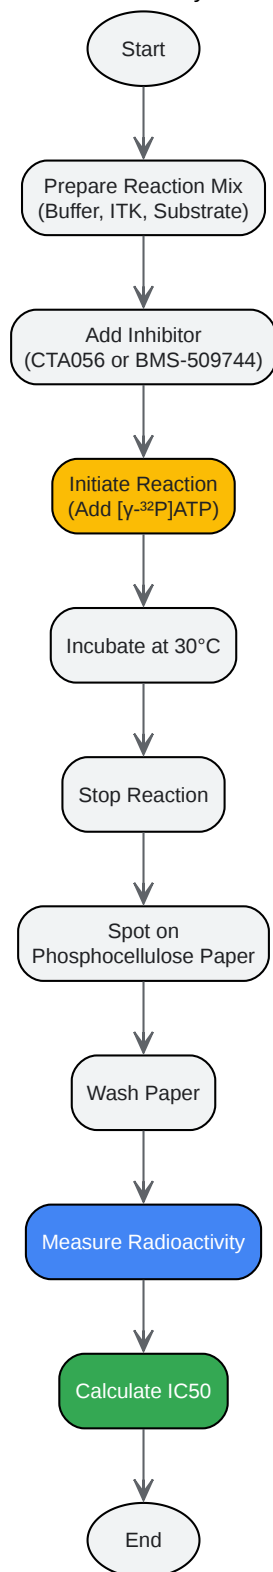 Start
Prepare Reaction Mix
(Buffer, ITK, Substrate)
Add Inhibitor
(CTA056 or BMS-509744)
Initiate Reaction
(Add [γ-³²P]ATP)
Incubate at 30°C
Stop Reaction
Spot on
Phosphocellulose Paper
Wash Paper
Measure Radioactivity
Calculate IC50
End